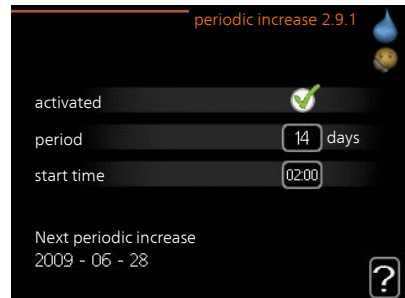 periodic increase 2.9.1
activated
period 14 days
start time 02:00
Next periodic increase
2009 - 06 - 28
?